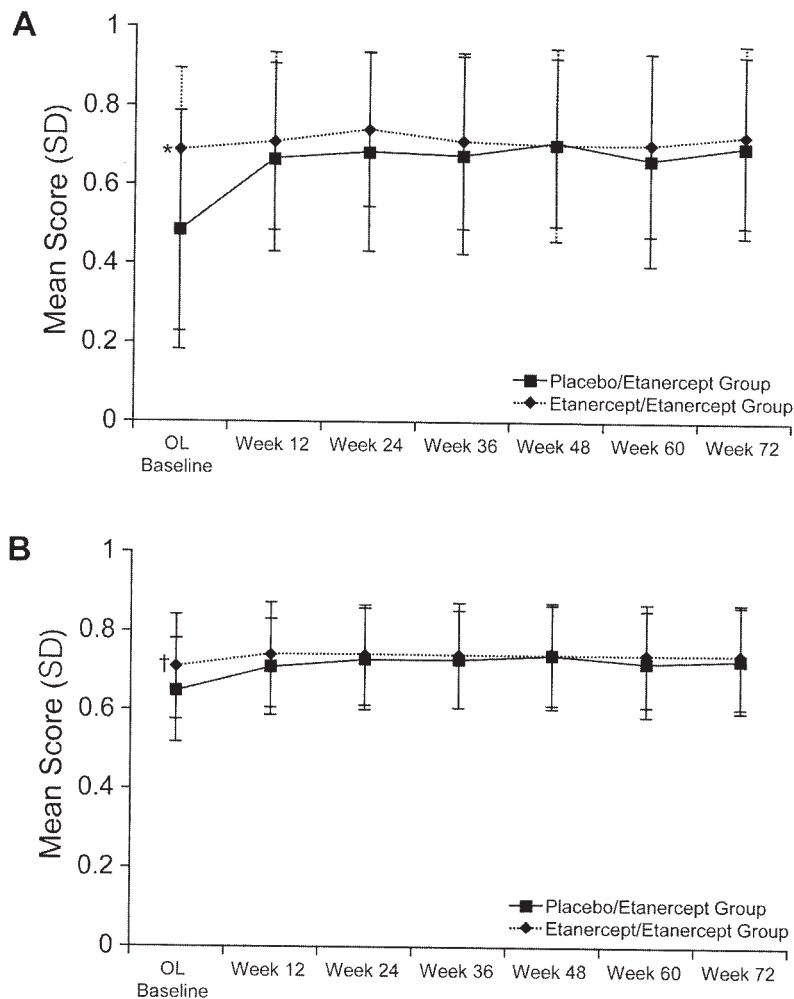 A
1
0.8
0.6
0.4
0.2
0
Mean Score (SD)
*
Placebo/Etanercept Group
Etanercept/Etanercept Group
OL Baseline
Week 12
Week 24
Week 36
Week 48
Week 60
Week 72
B
1
0.8
0.6
0.4
0.2
0
Mean Score (SD)
†
Placebo/Etanercept Group
Etanercept/Etanercept Group
OL Baseline
Week 12
Week 24
Week 36
Week 48
Week 60
Week 72